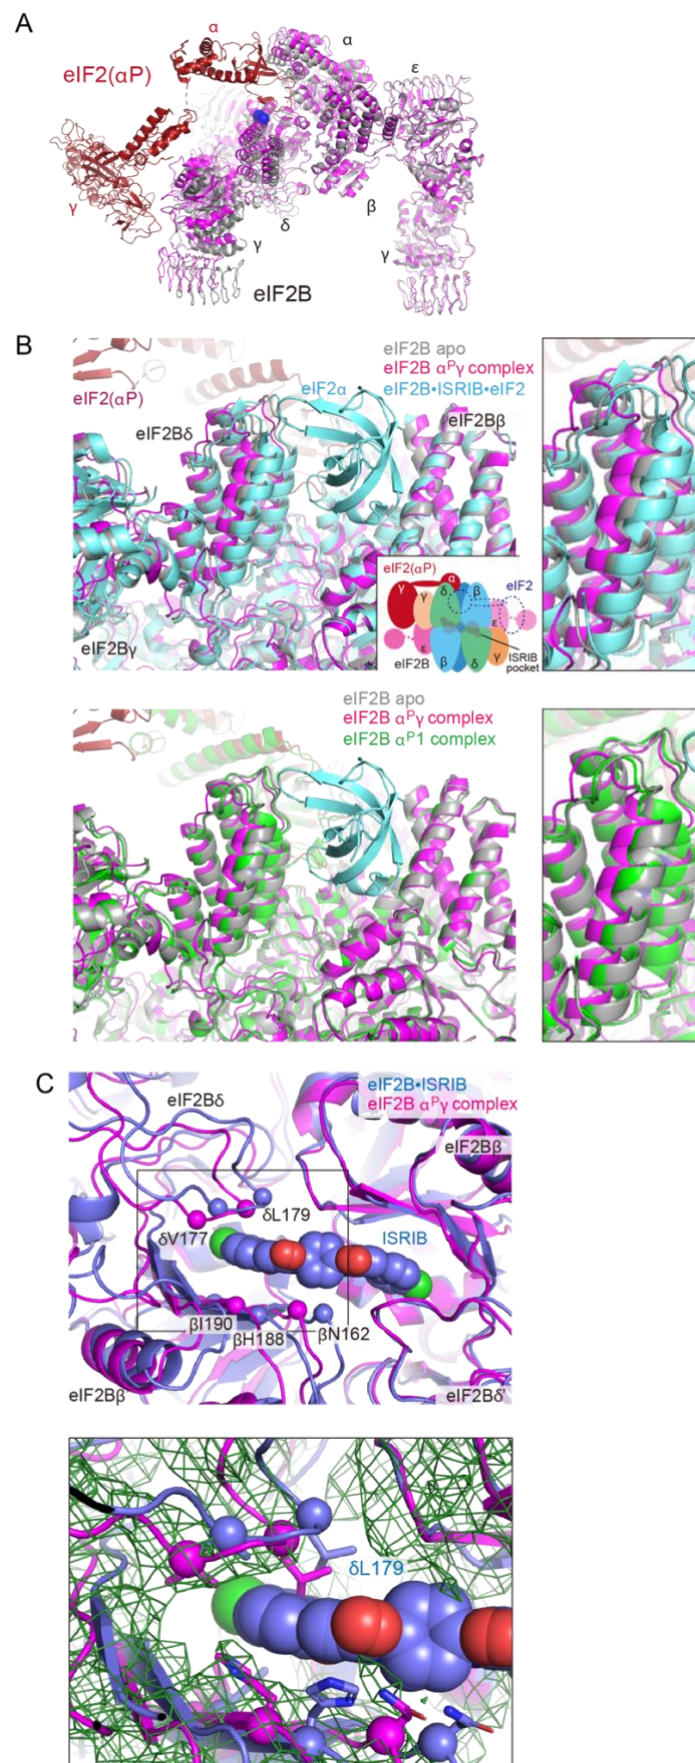 A
α
α
eIF2(αP)
ε
γ
δ
β
γ
γ
eIF2B
B
eIF2B apo
eIF2B αᴾγ complex
eIF2B•ISRIB•eIF2
eIF2(αP)
eIF2α
eIF2Bδ
eIF2Bβ
eIF2(αP)
α
γ
γ
δ
β
eIF2
ε
ε
eIF2B
β
δ
γ
ISRIB
pocket
eIF2Bγ
eIF2B apo
eIF2B αᴾγ complex
eIF2B αᴾ1 complex
C
eIF2B•ISRIB
eIF2B αᴾγ complex
eIF2Bδ
eIF2Bβ
δL179
δV177
ISRIB
βI190
βH188
βN162
eIF2Bβ
eIF2Bδ'
δL179